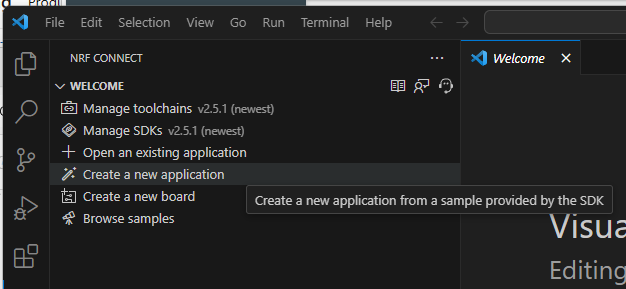 File Edit Selection View Go Run Terminal Help
NRF CONNECT
Welcome
WELCOME
Manage toolchains v2.5.1 (newest)
Manage SDKs v2.5.1 (newest)
Open an existing application
Create a new application
Create a new board
Create a new application from a sample provided by the SDK
Browse samples
Visua
Editing